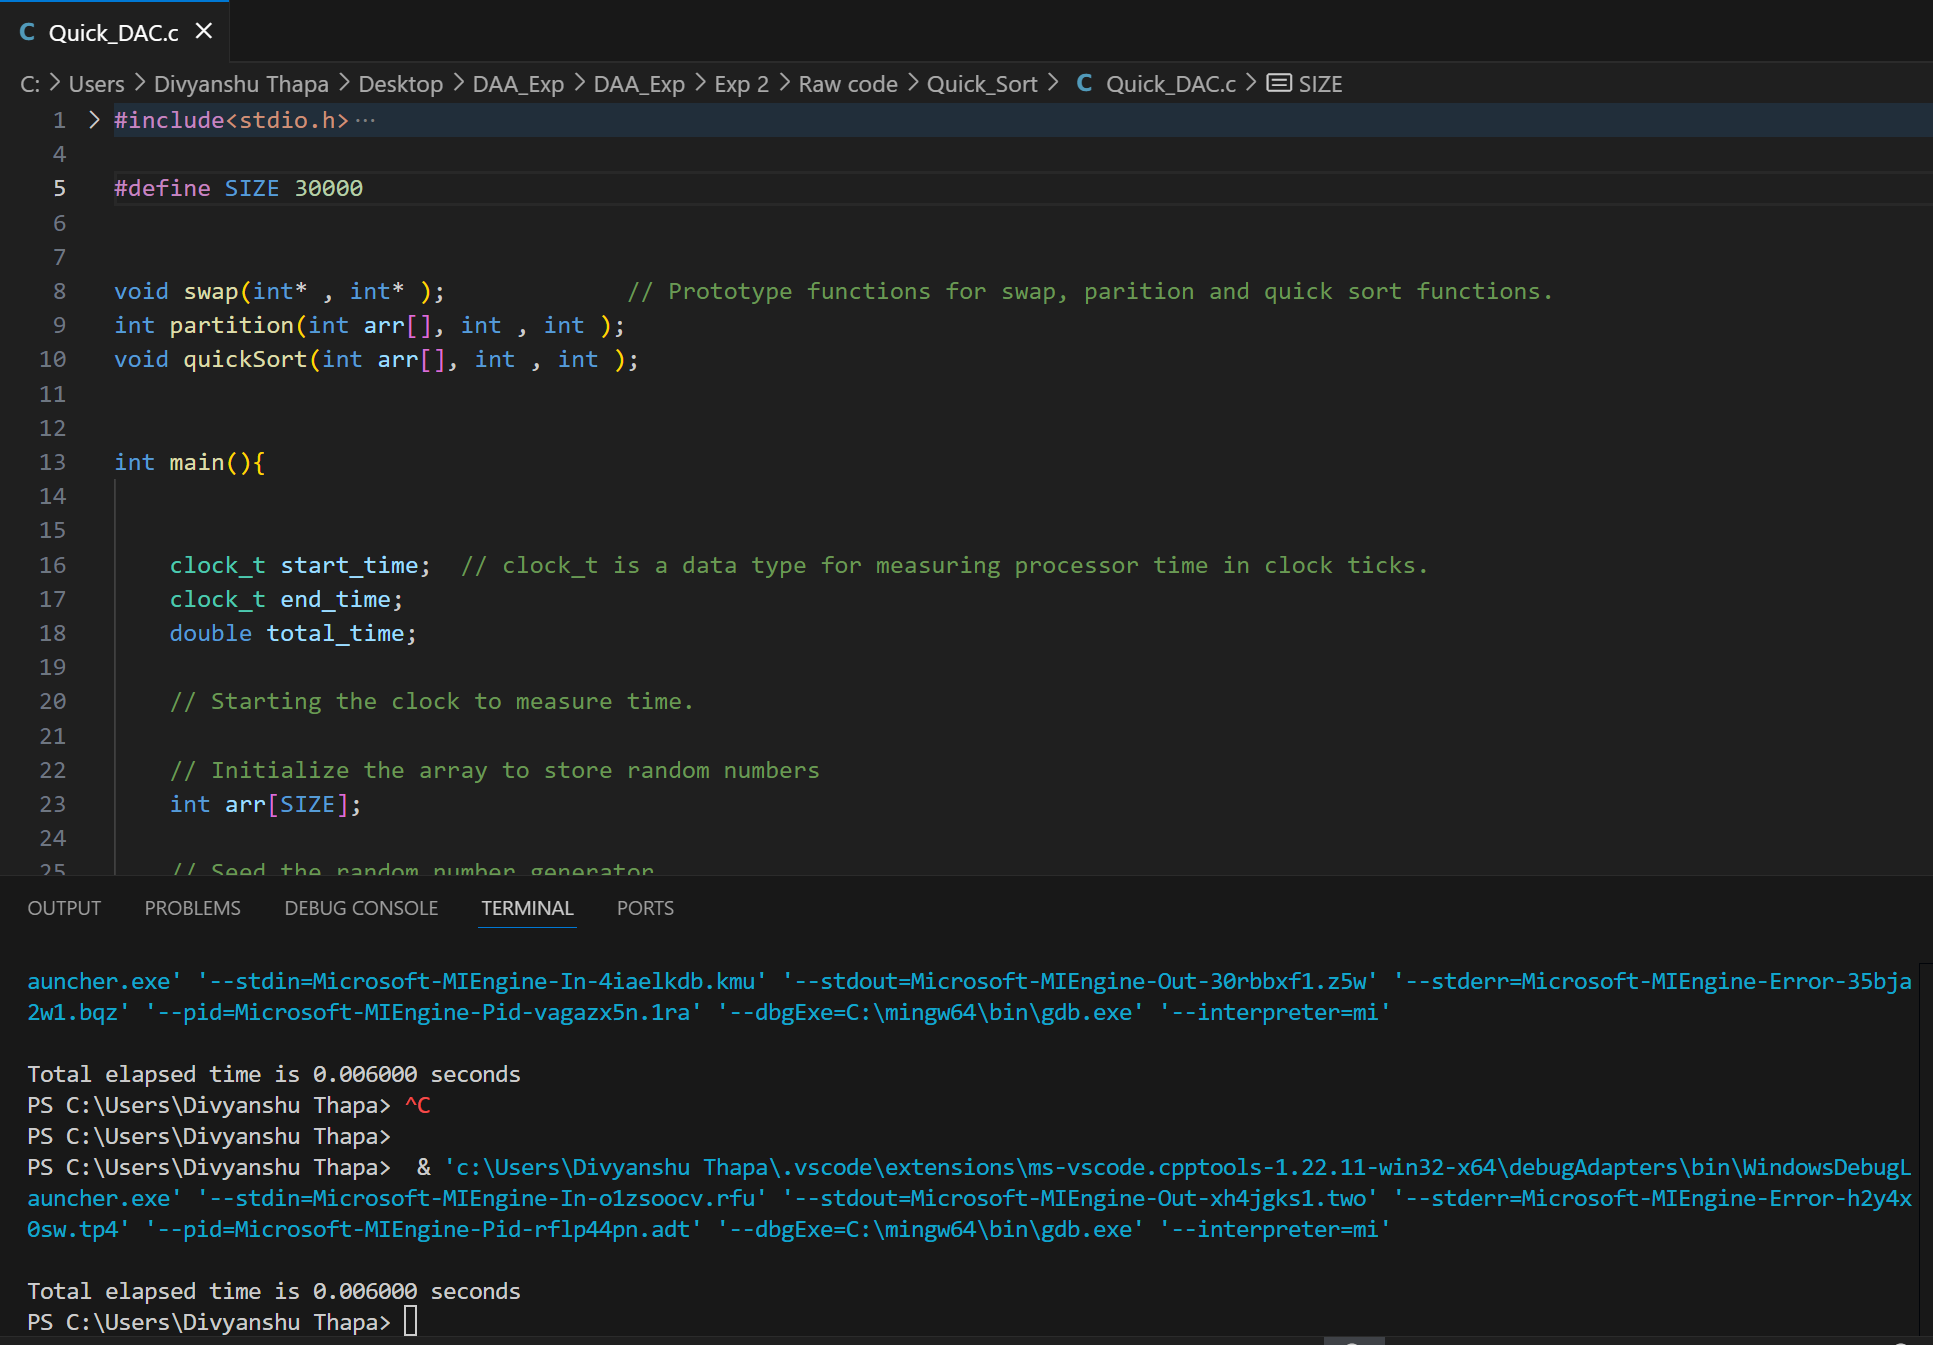 C Quick_DAC.c ×
C: > Users > Divyanshu Thapa > Desktop > DAA_Exp > DAA_Exp > Exp 2 > Raw code > Quick_Sort > C Quick_DAC.c > SIZE
1 > #include<stdio.h>···
4
5 #define SIZE 30000
6
7
8 void swap(int* , int* ); // Prototype functions for swap, parition and quick sort functions.
9 int partition(int arr[], int , int );
10 void quickSort(int arr[], int , int );
11
12
13 int main(){
14
15
16 clock_t start_time; // clock_t is a data type for measuring processor time in clock ticks.
17 clock_t end_time;
18 double total_time;
19
20 // Starting the clock to measure time.
21
22 // Initialize the array to store random numbers
23 int arr[SIZE];
24
25 // Seed the random number generator
OUTPUT PROBLEMS DEBUG CONSOLE TERMINAL PORTS
auncher.exe' '--stdin=Microsoft-MIEngine-In-4iaelkdb.kmu' '--stdout=Microsoft-MIEngine-Out-30rbbxf1.z5w' '--stderr=Microsoft-MIEngine-Error-35bja
2w1.bqz' '--pid=Microsoft-MIEngine-Pid-vagazx5n.1ra' '--dbgExe=C:\mingw64\bin\gdb.exe' '--interpreter=mi'
Total elapsed time is 0.006000 seconds
PS C:\Users\Divyanshu Thapa> ^C
PS C:\Users\Divyanshu Thapa>
PS C:\Users\Divyanshu Thapa> & 'c:\Users\Divyanshu Thapa\.vscode\extensions\ms-vscode.cpptools-1.22.11-win32-x64\debugAdapters\bin\WindowsDebugL
auncher.exe' '--stdin=Microsoft-MIEngine-In-o1zsoocv.rfu' '--stdout=Microsoft-MIEngine-Out-xh4jgks1.two' '--stderr=Microsoft-MIEngine-Error-h2y4x
0sw.tp4' '--pid=Microsoft-MIEngine-Pid-rflp44pn.adt' '--dbgExe=C:\mingw64\bin\gdb.exe' '--interpreter=mi'
Total elapsed time is 0.006000 seconds
PS C:\Users\Divyanshu Thapa>